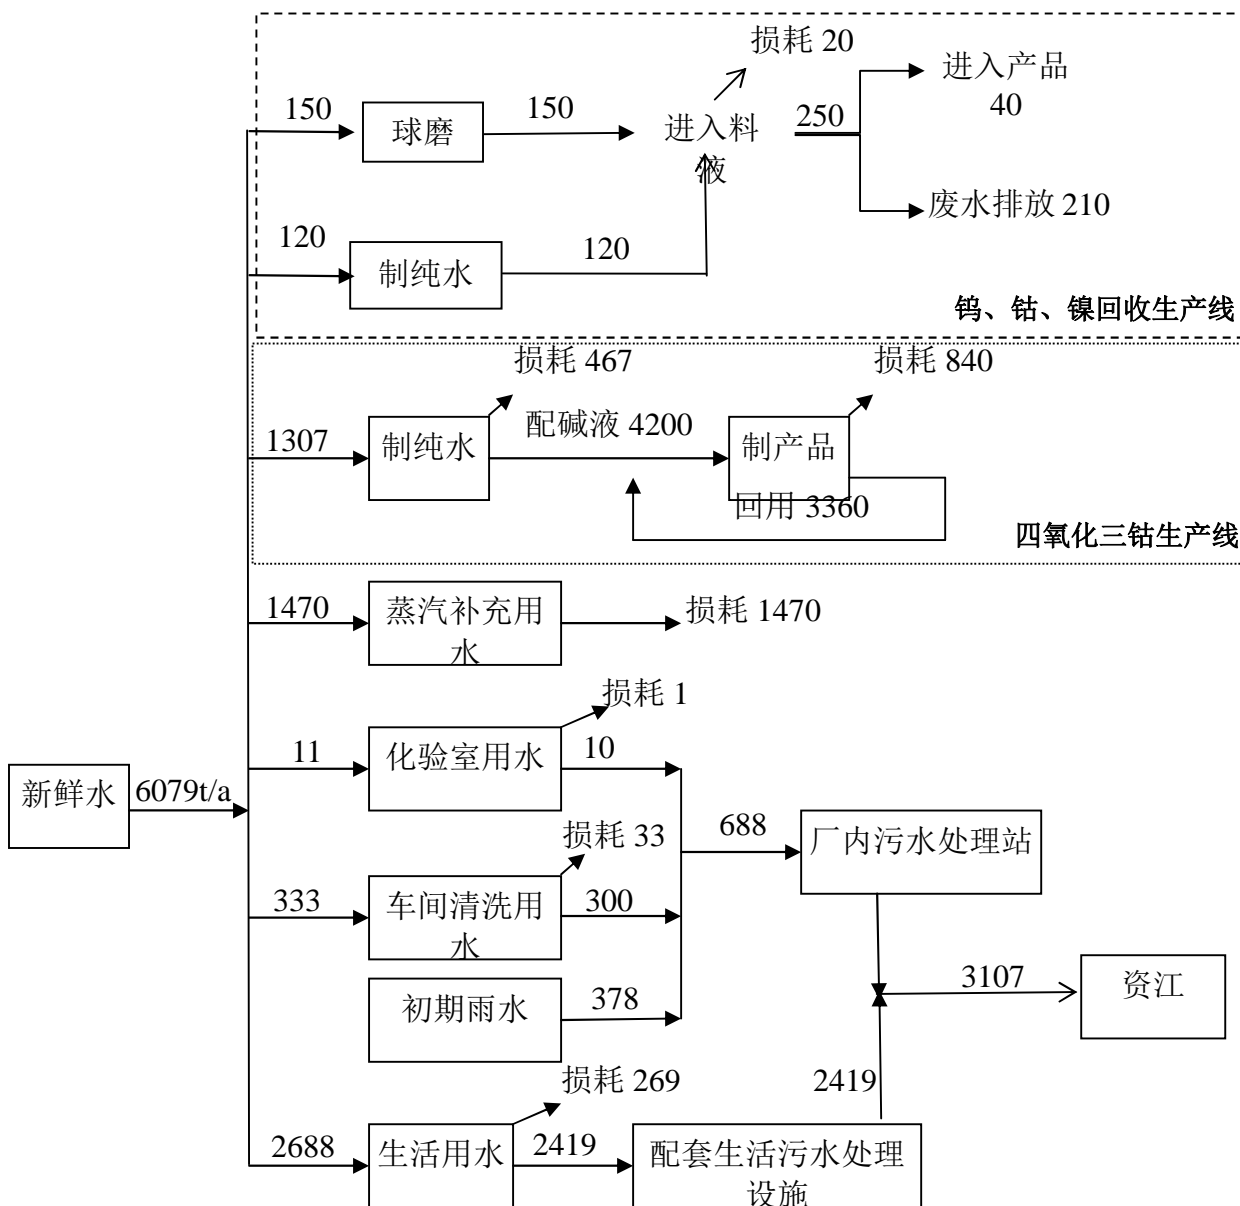 损耗 20
进入产品
40
150
球磨
150
进入料
液
250
废水排放 210
120
制纯水
120
钨、钴、镍回收生产线
损耗 467
损耗 840
1307
制纯水
配碱液 4200
制产品
回用 3360
四氧化三钴生产线
1470
蒸汽补充用
水
损耗 1470
损耗 1
11
化验室用水
10
新鲜水
6079t/a
损耗 33
688
厂内污水处理站
333
车间清洗用
水
300
初期雨水
378
3107
资江
损耗 269
2419
2688
生活用水
2419
配套生活污水处理
设施